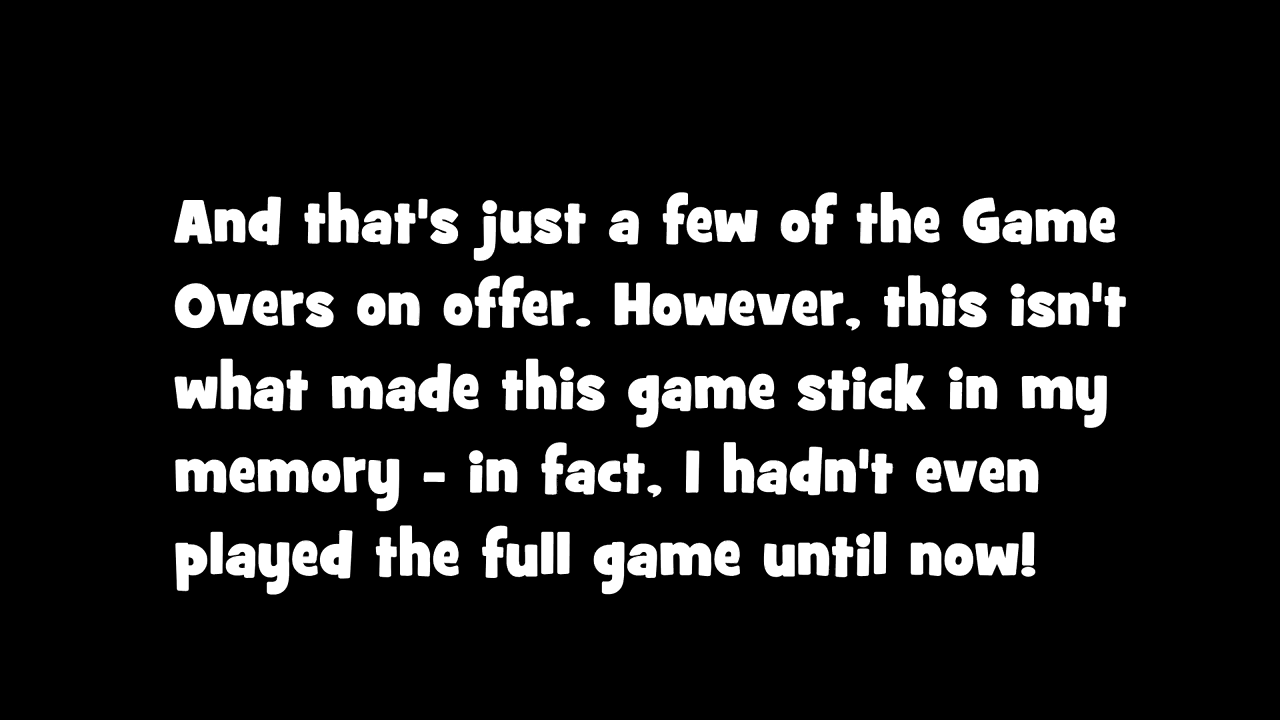 And that's just a few of the Game
Overs on offer. However, this isn't
what made this game stick in my
memory - in fact, I hadn't even
played the full game until now!